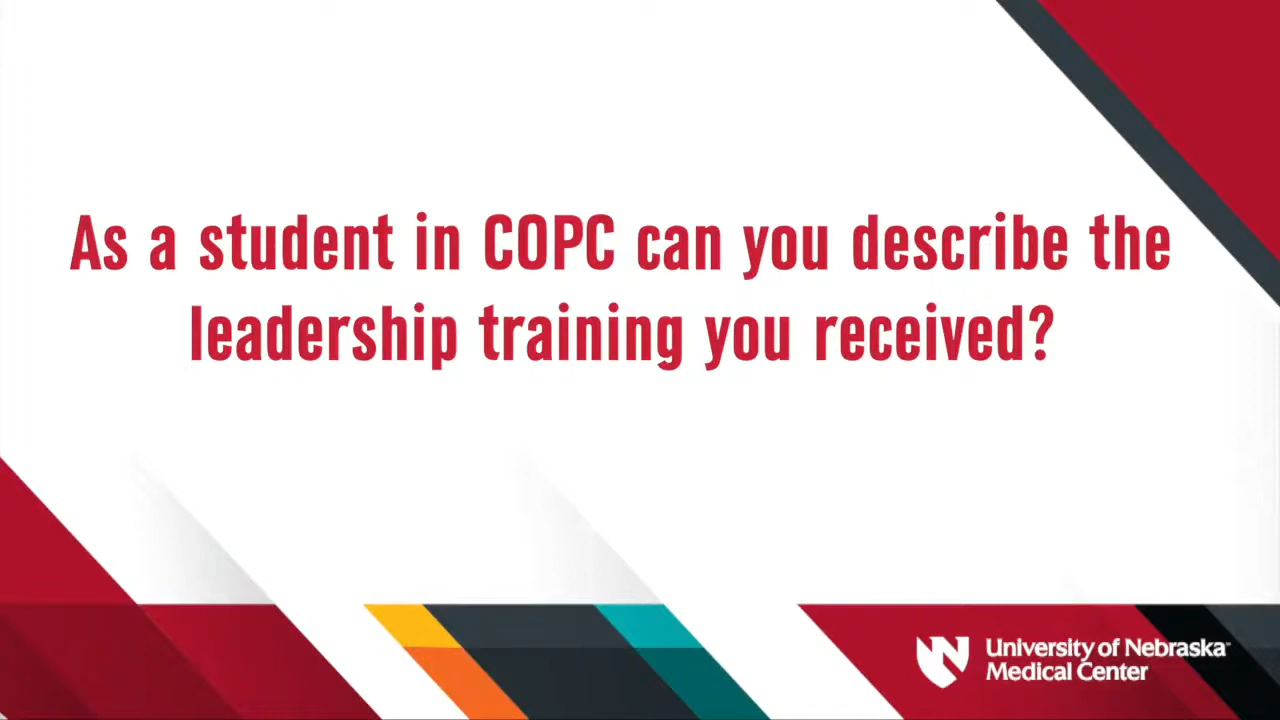 As a student in COPC can you describe the
leadership training you received?
University of Nebraska
Medical Center